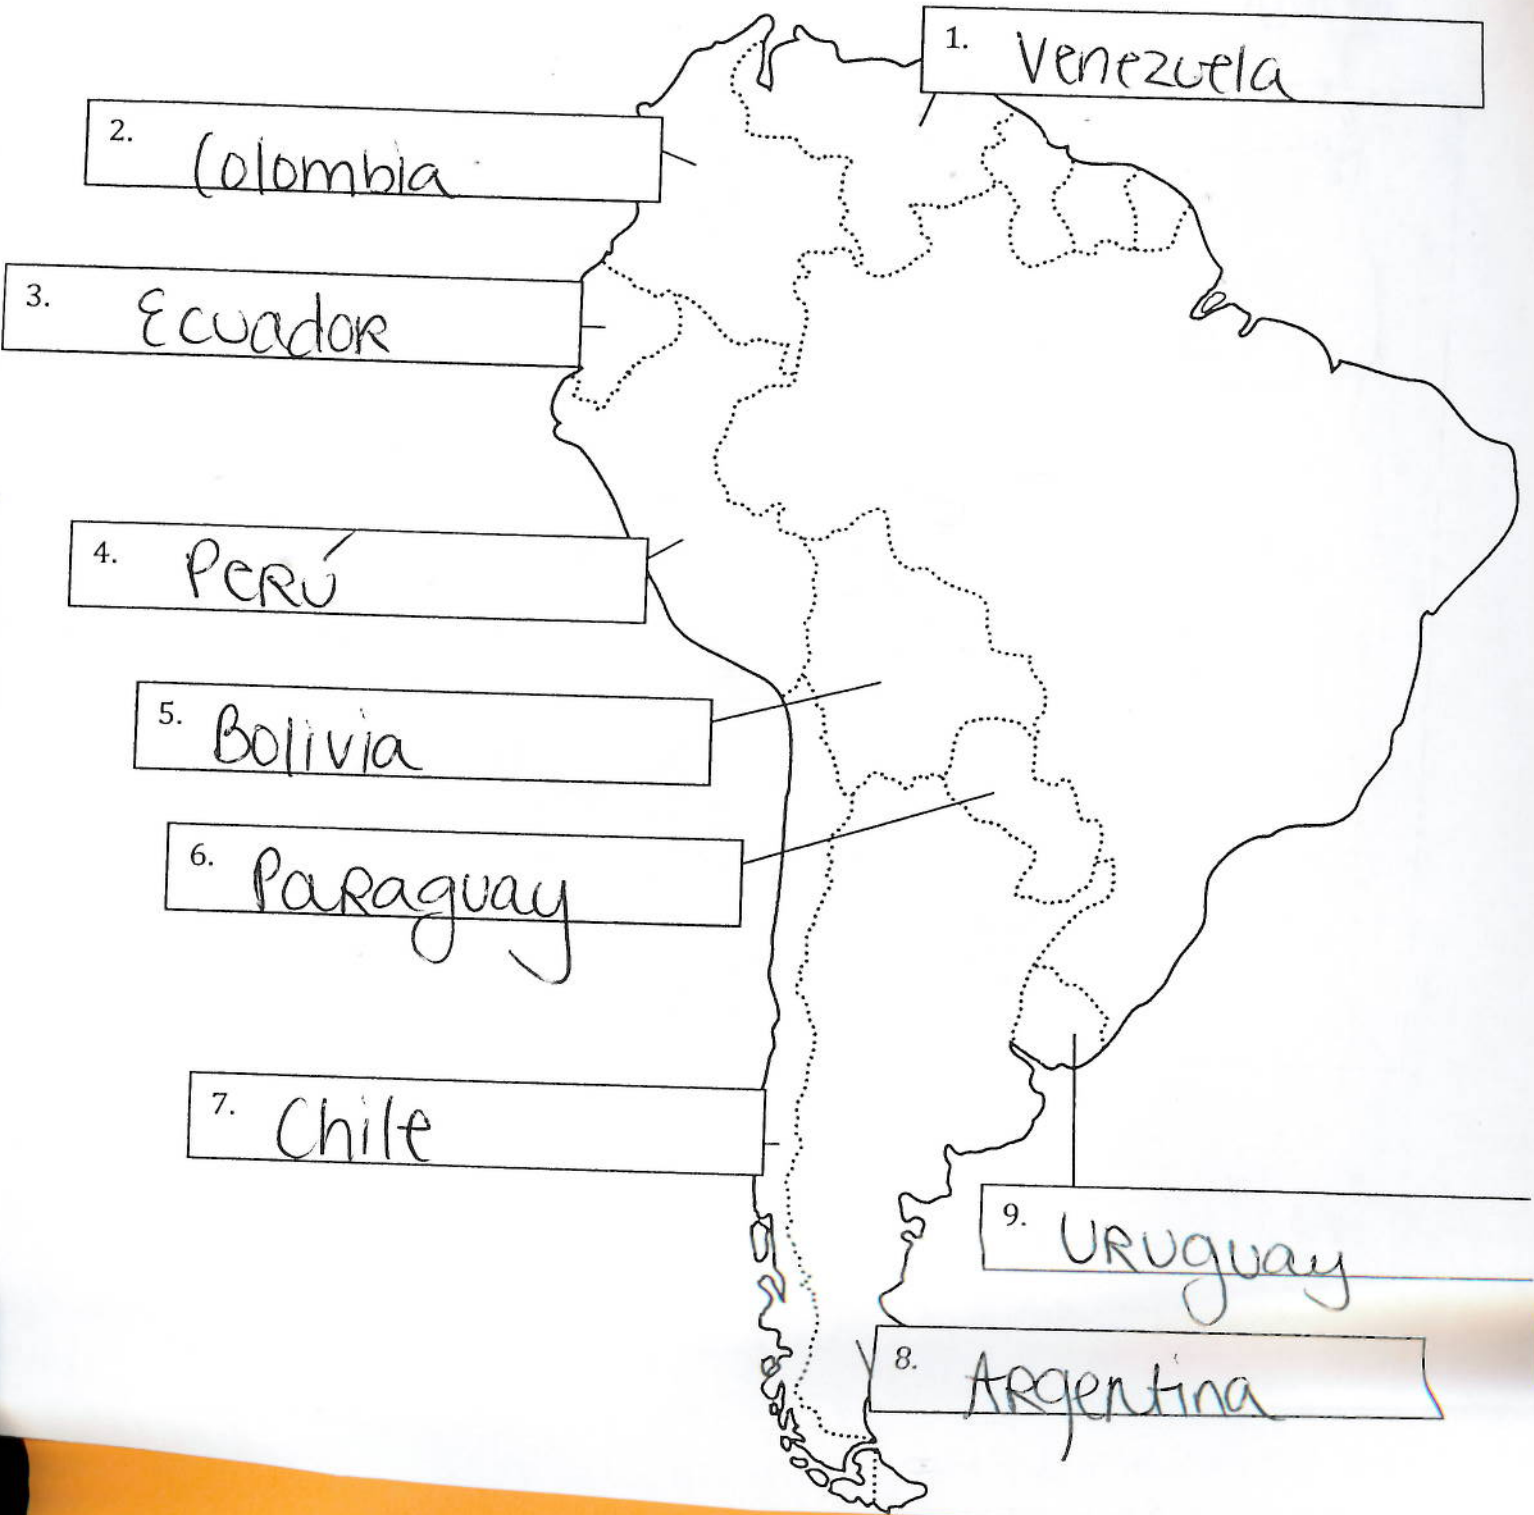 1. Venezuela
2. Colombia
3. Ecuador
4. Perú
5. Bolivia
6. Paraguay
7. Chile
9. Uruguay
8. Argentina